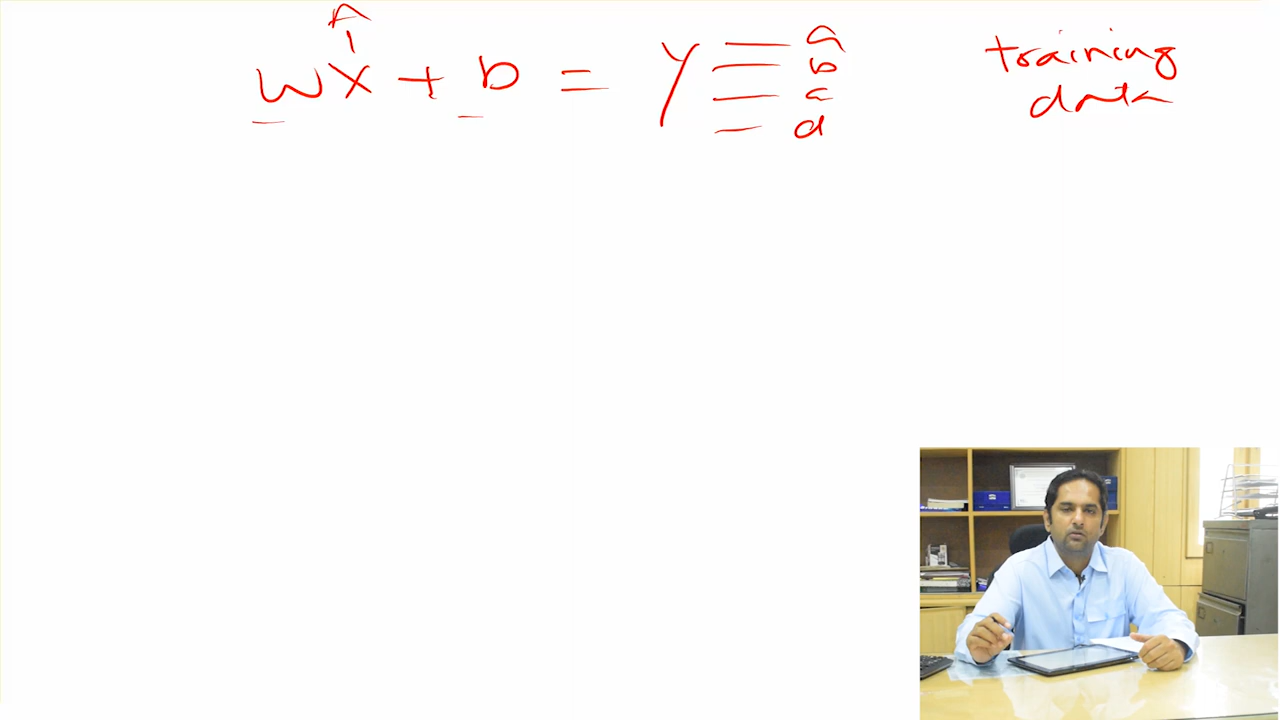 A
wX + b = y
a
b
c
d
training
data